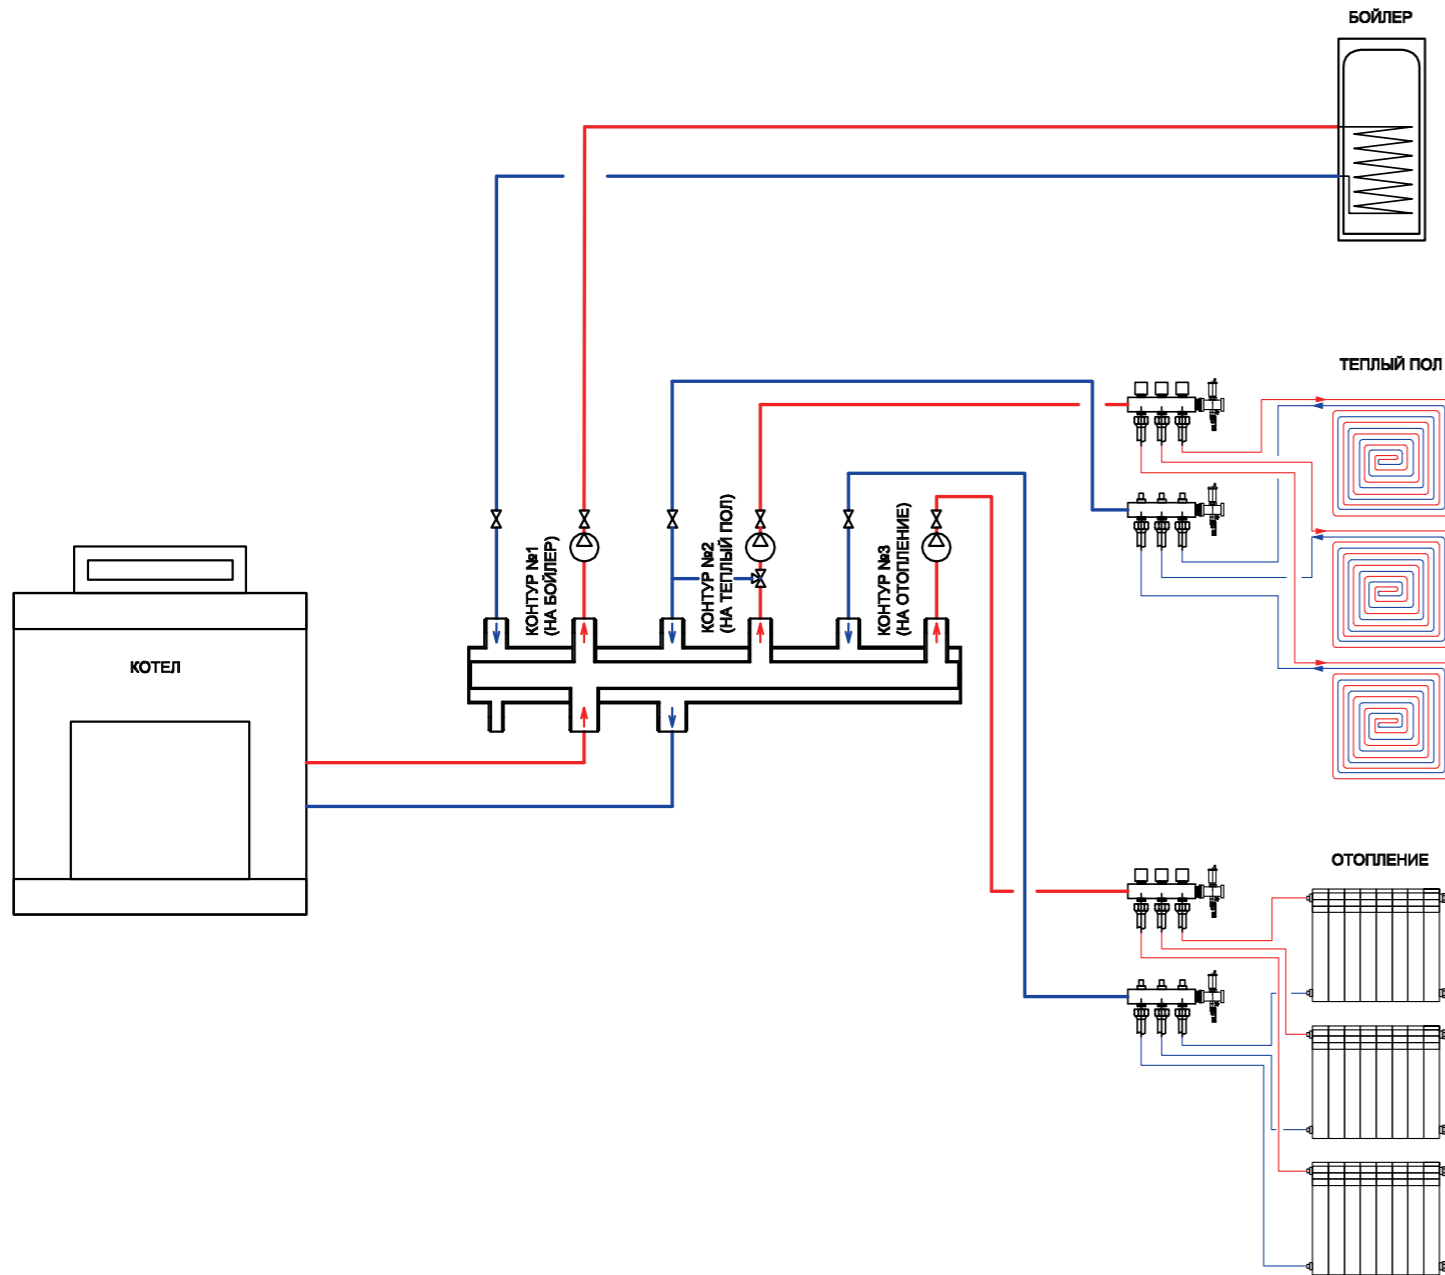 БОЙЛЕР
ТЕПЛЫЙ ПОЛ
КОНТУР №1
(НА БОЙЛЕР)
КОНТУР №2
(НА ТЕПЛЫЙ ПОЛ)
КОНТУР №3
(НА ОТОПЛЕНИЕ)
КОТЕЛ
ОТОПЛЕНИЕ